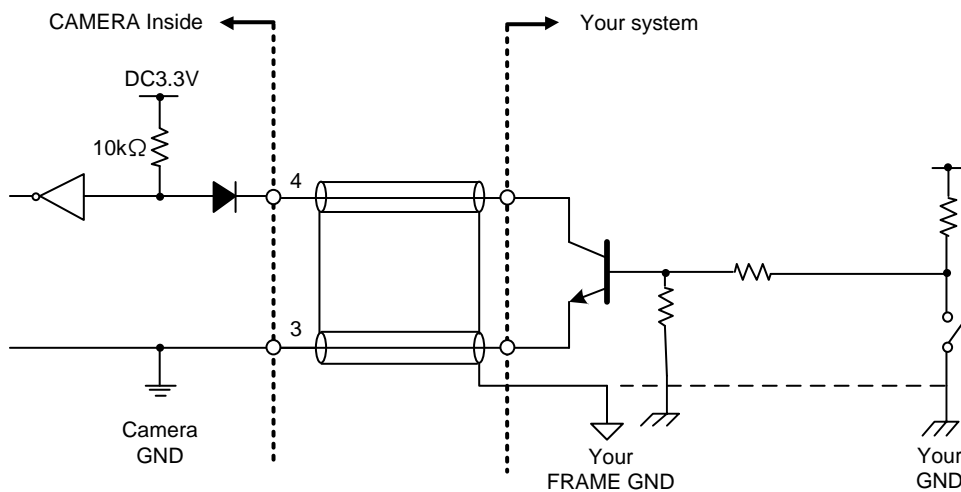 CAMERA Inside
Your system
DC3.3V
10kΩ
4
3
Camera
GND
Your
FRAME GND
Your
GND